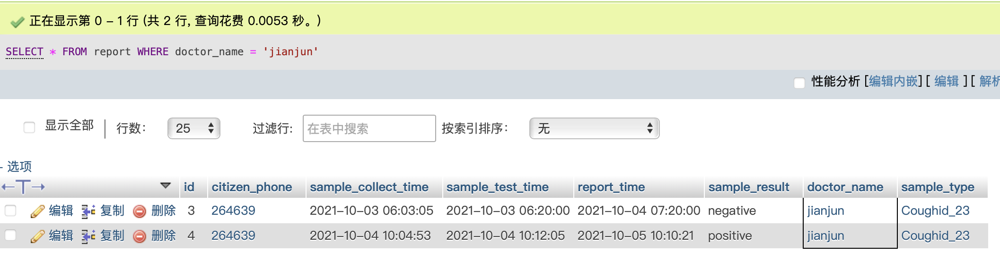 正在显示第 0 - 1 行 (共 2 行, 查询花费 0.0053 秒。)
SELECT * FROM report WHERE doctor_name = 'jianjun'
性能分析 [编辑内嵌] [ 编辑 ] [ 解析
显示全部 行数： 25 过滤行: 在表中搜索 按索引排序： 无
- 选项
←T→ id citizen_phone sample_collect_time sample_test_time report_time sample_result doctor_name sample_type
编辑 复制 删除 3 264639 2021-10-03 06:03:05 2021-10-03 06:20:00 2021-10-04 07:20:00 negative jianjun Coughid_23
编辑 复制 删除 4 264639 2021-10-04 10:04:53 2021-10-04 10:12:05 2021-10-05 10:10:21 positive jianjun Coughid_23